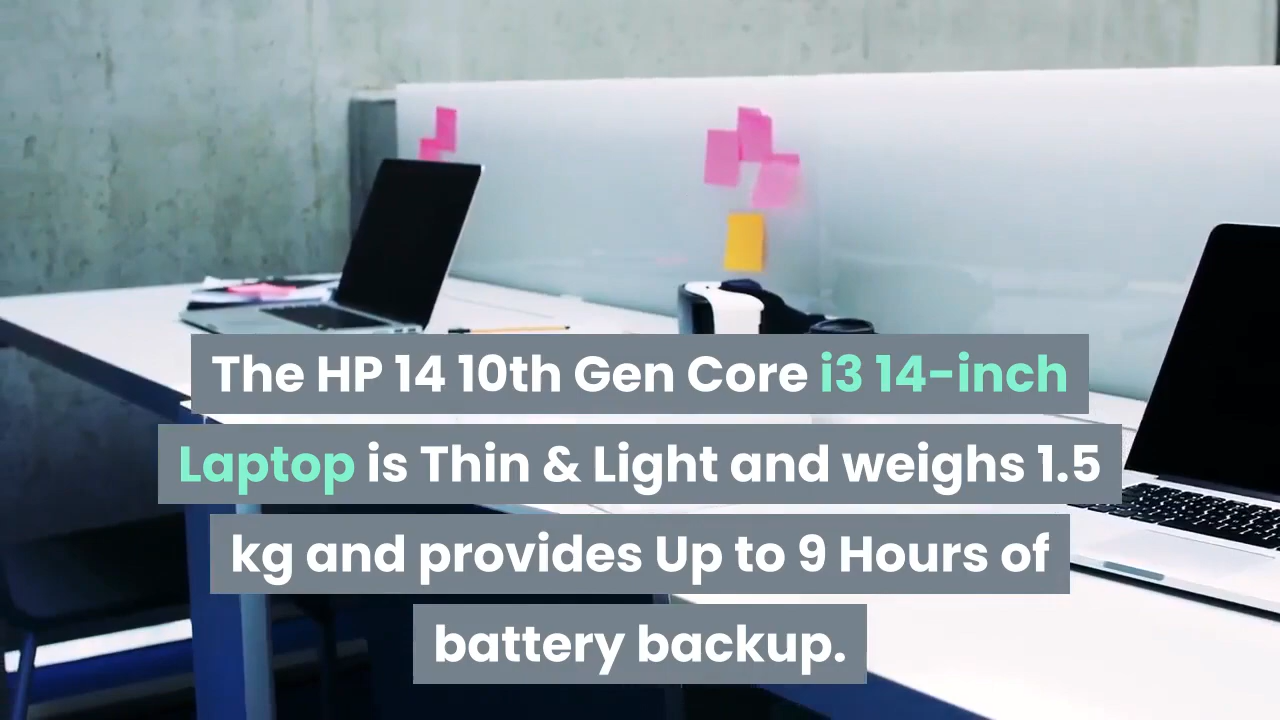 The HP 14 10th Gen Core i3 14-inch
Laptop is Thin & Light and weighs 1.5
kg and provides Up to 9 Hours of
battery backup.